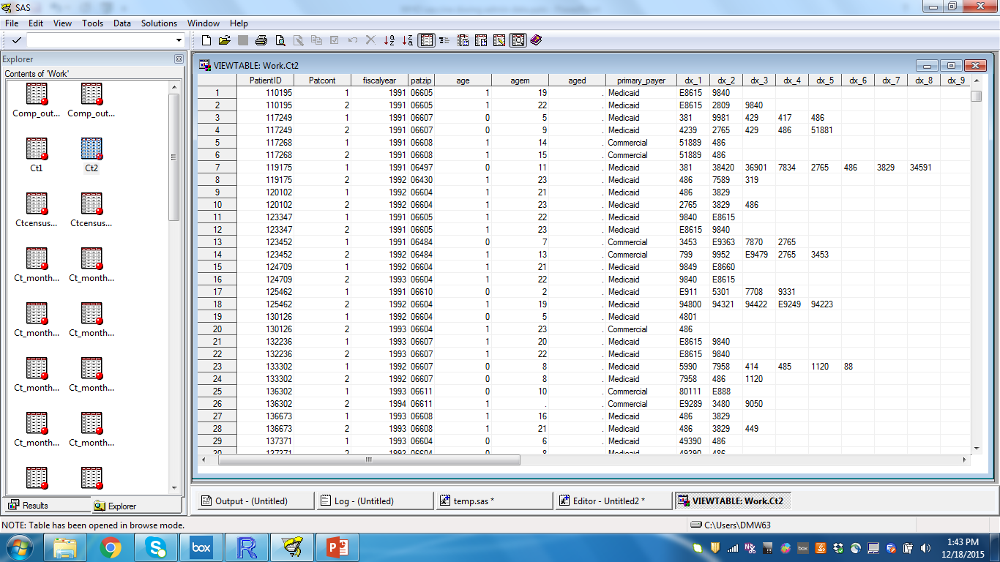 SAS
File Edit View Tools Data Solutions Window Help
Explorer
Contents of 'Work'
Comp_out... Comp_out...
Ct1 Ct2
Ctcensus... Ctcensus...
Ct_month... Ct_month...
Ct_month... Ct_month...
Ct_month... Ct_month...
Ct_month... Ct_month...
Results Explorer
VIEWTABLE: Work.Ct2
PatientID Patcont fiscalyear patzip age agem aged primary_payer dx_1 dx_2 dx_3 dx_4 dx_5 dx_6 dx_7 dx_8 dx_9
1 110195 1 1991 06605 1 19 . Medicaid E8615 9840
2 110195 2 1991 06605 1 22 . Medicaid E8615 2809 9840
3 117249 1 1991 06607 0 5 . Medicaid 381 9981 429 417 486
4 117249 2 1991 06607 0 9 . Medicaid 4239 2765 429 486 51881
5 117268 1 1991 06608 1 14 . Commercial 51889 486
6 117268 2 1991 06608 1 15 . Commercial 51889 486
7 119175 1 1991 06497 0 11 . Medicaid 381 38420 36901 7834 2765 486 3829 34591
8 119175 2 1992 06430 1 23 . Medicaid 486 7589 319
9 120102 1 1992 06604 1 21 . Medicaid 486 3829
10 120102 2 1992 06604 1 23 . Medicaid 2765 3829 486
11 123347 1 1991 06605 1 22 . Medicaid 9840 E8615
12 123347 2 1991 06605 1 23 . Medicaid E8615 9840
13 123452 1 1991 06484 0 7 . Commercial 3453 E9363 7870 2765
14 123452 2 1992 06484 1 13 . Commercial 799 9952 E9479 2765 3453
15 124709 1 1992 06604 1 21 . Medicaid 9849 E8660
16 124709 2 1993 06604 1 22 . Medicaid 9840 E8615
17 125462 1 1991 06610 0 2 . Medicaid E911 5301 7708 9331
18 125462 2 1992 06604 1 19 . Medicaid 94800 94321 94422 E9249 94223
19 130126 1 1992 06604 0 5 . Medicaid 4801
20 130126 2 1992 06604 1 23 . Commercial 486
21 132236 1 1993 06607 1 20 . Medicaid E8615 9840
22 132236 2 1993 06607 1 22 . Medicaid E8615 9840
23 133302 1 1992 06607 0 8 . Medicaid 5990 7958 414 485 1120 88
24 133302 2 1992 06607 0 8 . Medicaid 7958 486 1120
25 136302 1 1993 06611 0 10 . Commercial 80111 E888
26 136302 2 1994 06611 1 . . Commercial E9289 3480 9050
27 136673 1 1993 06608 1 16 . Medicaid 486 3829
28 136673 2 1993 06608 1 21 . Medicaid 486 3829 449
29 137371 1 1993 06604 0 6 . Medicaid 49390 486
30 137371 2 1993 06604 0 8 . Medicaid 49390 486
Output - (Untitled) Log - (Untitled) temp.sas * Editor - Untitled2 * VIEWTABLE: Work.Ct2
NOTE: Table has been opened in browse mode. C:\Users\DMW63
box
1:43 PM
12/18/2015